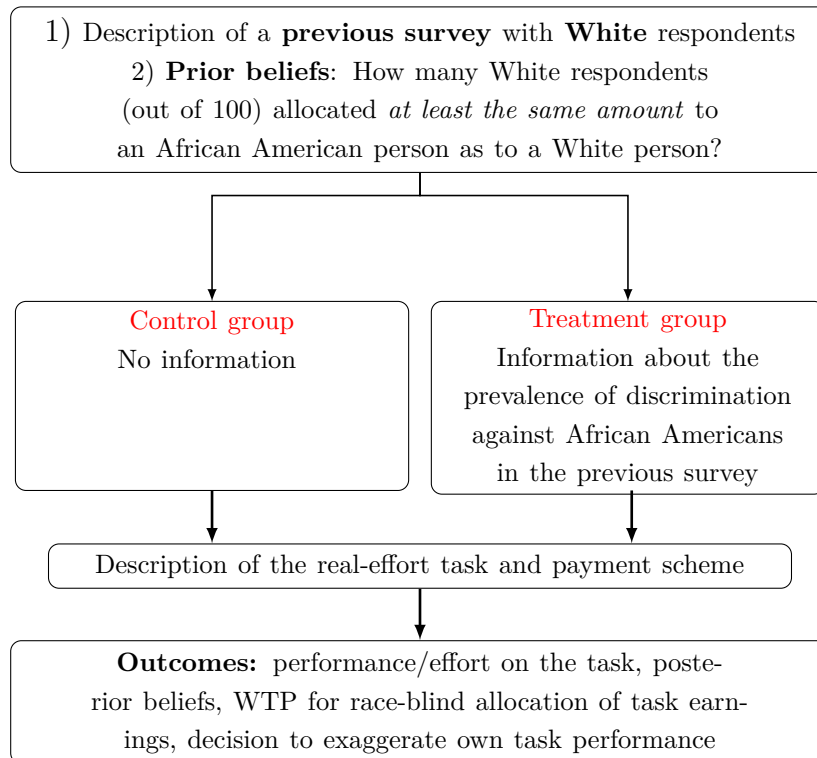 1) Description of a previous survey with White respondents
2) Prior beliefs: How many White respondents
(out of 100) allocated at least the same amount to
an African American person as to a White person?
Control group
No information
Treatment group
Information about the
prevalence of discrimination
against African Americans
in the previous survey
Description of the real-effort task and payment scheme
Outcomes: performance/effort on the task, poste-
rior beliefs, WTP for race-blind allocation of task earn-
ings, decision to exaggerate own task performance